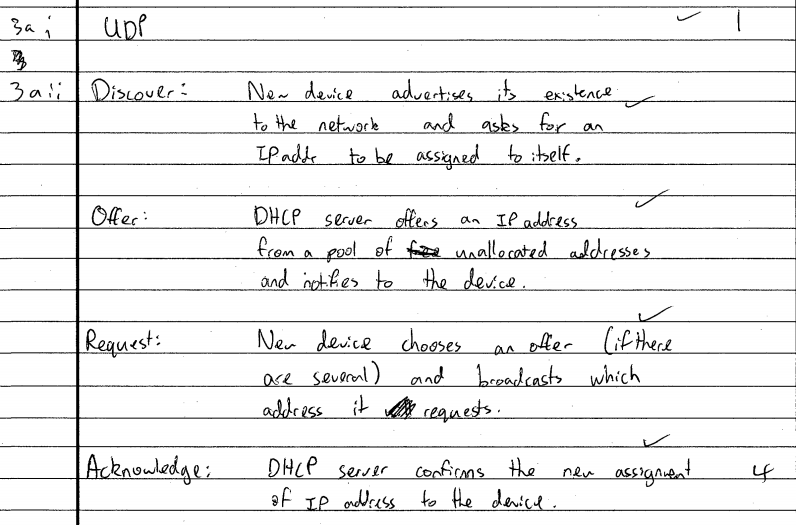 3a i UDP ✓ 1
3a ii Discover: New device advertises its existence ✓
to the network and asks for an
IP addr to be assigned to itself.
✓
Offer: DHCP server offers an IP address
from a pool of unallocated addresses
and notifies to the device.
✓
Request: New device chooses an offer (if there
are several) and broadcasts which
address it requests.
✓
Acknowledge: DHCP server confirms the new assignment 4
of IP address to the device.